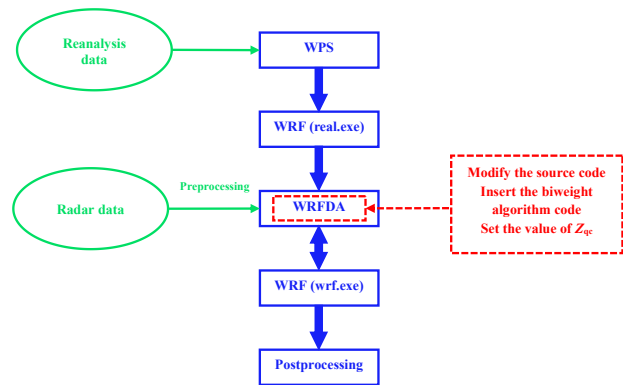 Reanalysis
data
WPS
WRF (real.exe)
Preprocessing
Radar data
WRFDA
Modify the source code
Insert the biweight
algorithm code
Set the value of Zqc
WRF (wrf.exe)
Postprocessing